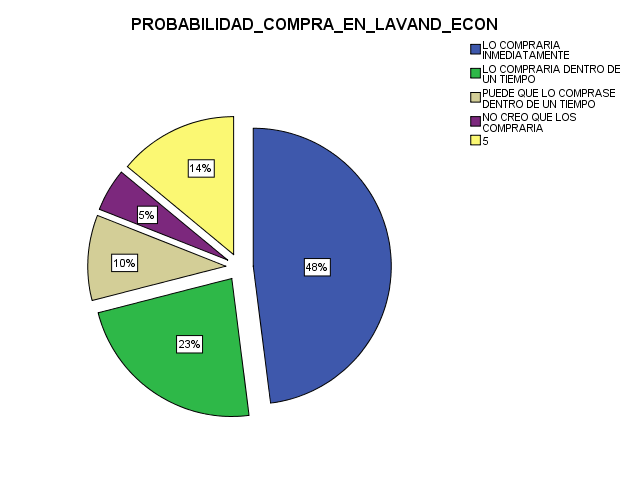 PROBABILIDAD_COMPRA_EN_LAVAND_ECON
LO COMPRARIA
INMEDIATAMENTE
LO COMPRARIA DENTRO DE
UN TIEMPO
PUEDE QUE LO COMPRASE
DENTRO DE UN TIEMPO
NO CREO QUE LOS
COMPRARIA
5
14%
5%
10%
48%
23%